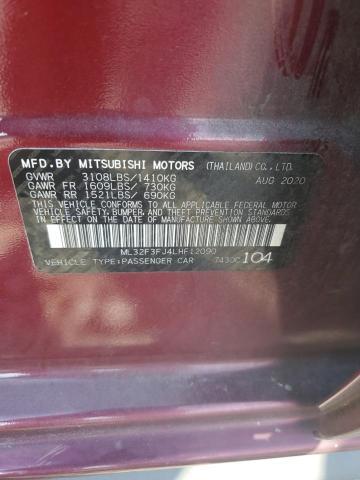 MFD.BY MITSUBISHI MOTORS (THAILAND) CO., LTD.
GVWR 3108LBS/1410KG AUG 2020
GAWR FR 1609LBS/ 730KG
GAWR RR 1521LBS/ 690KG
THIS VEHICLE CONFORMS TO ALL APPLICABLE FEDERAL MOTOR
VEHICLE SAFETY, BUMPER, AND THEFT PREVENTION STANDARDS
IN EFFECT ON THE DATE OF MANUFACTURE SHOWN ABOVE.
ML32F3FJ4LHF12090
VEHICLE TYPE:PASSENGER CAR 7430C 104